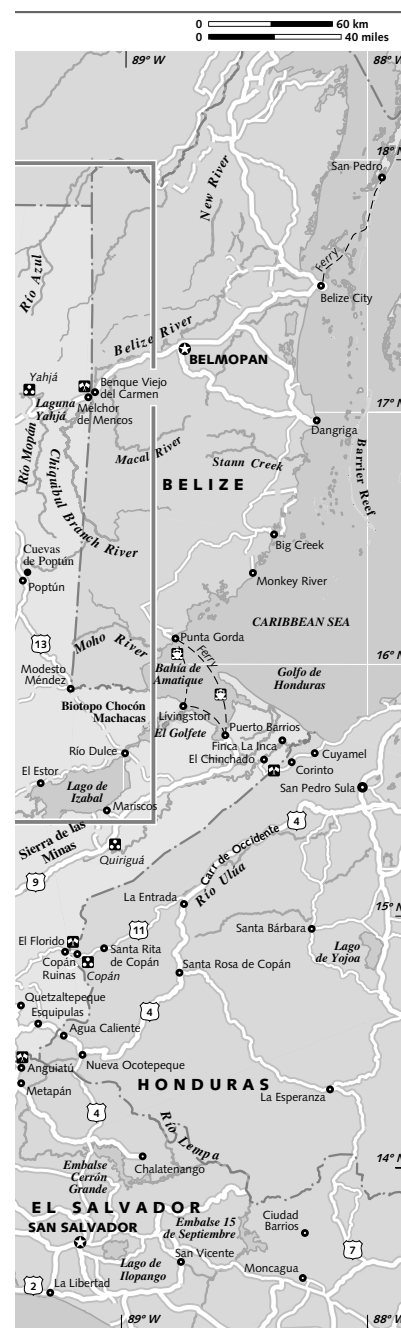 0 60 km
0 40 miles
89° W
88° W
18° N
San Pedro
New River
Ferry
Río Azul
Belize City
Belize River
BELMOPAN
Yahjá
Benque Viejo
del Carmen
Laguna
Yahjá
Melchor
de Mencos
17° N
Dangriga
Río Mopán
Macal River
Stann Creek
Barrier Reef
Chiquibul Branch River
BELIZE
Cuevas
de Poptún
Big Creek
Poptún
Monkey River
CARIBBEAN SEA
13
Moho River
Punta Gorda
Ferry
16° N
Modesto
Méndez
Bahía de
Amatique
Golfo de
Honduras
Biotopo Chocón
Machacas
Livingston
El Golfete
Puerto Barrios
Finca La Inca
Río Dulce
El Chinchado
Cuyamel
Corinto
El Estor
Lago de
Izabal
San Pedro Sula
Mariscos
4
Sierra de las
Minas
Quiriguá
Carr de Occidente
9
Río Ulúa
La Entrada
15° N
11
Santa Bárbara
El Florido
Santa Rita
de Copán
Copán
Ruinas
Copán
Lago
de Yojoa
Santa Rosa de Copán
Quetzaltepeque
Esquipulas
4
Agua Caliente
Anguiatú
Nueva Ocotepeque
HONDURAS
Metapán
La Esperanza
4
Río Lempa
14° N
Embalse
Cerrón
Grande
Chalatenango
EL SALVADOR
SAN SALVADOR
Embalse 15
de Septiembre
Ciudad
Barrios
7
San Vicente
Lago de
Ilopango
Moncagua
2
La Libertad
89° W
88° W